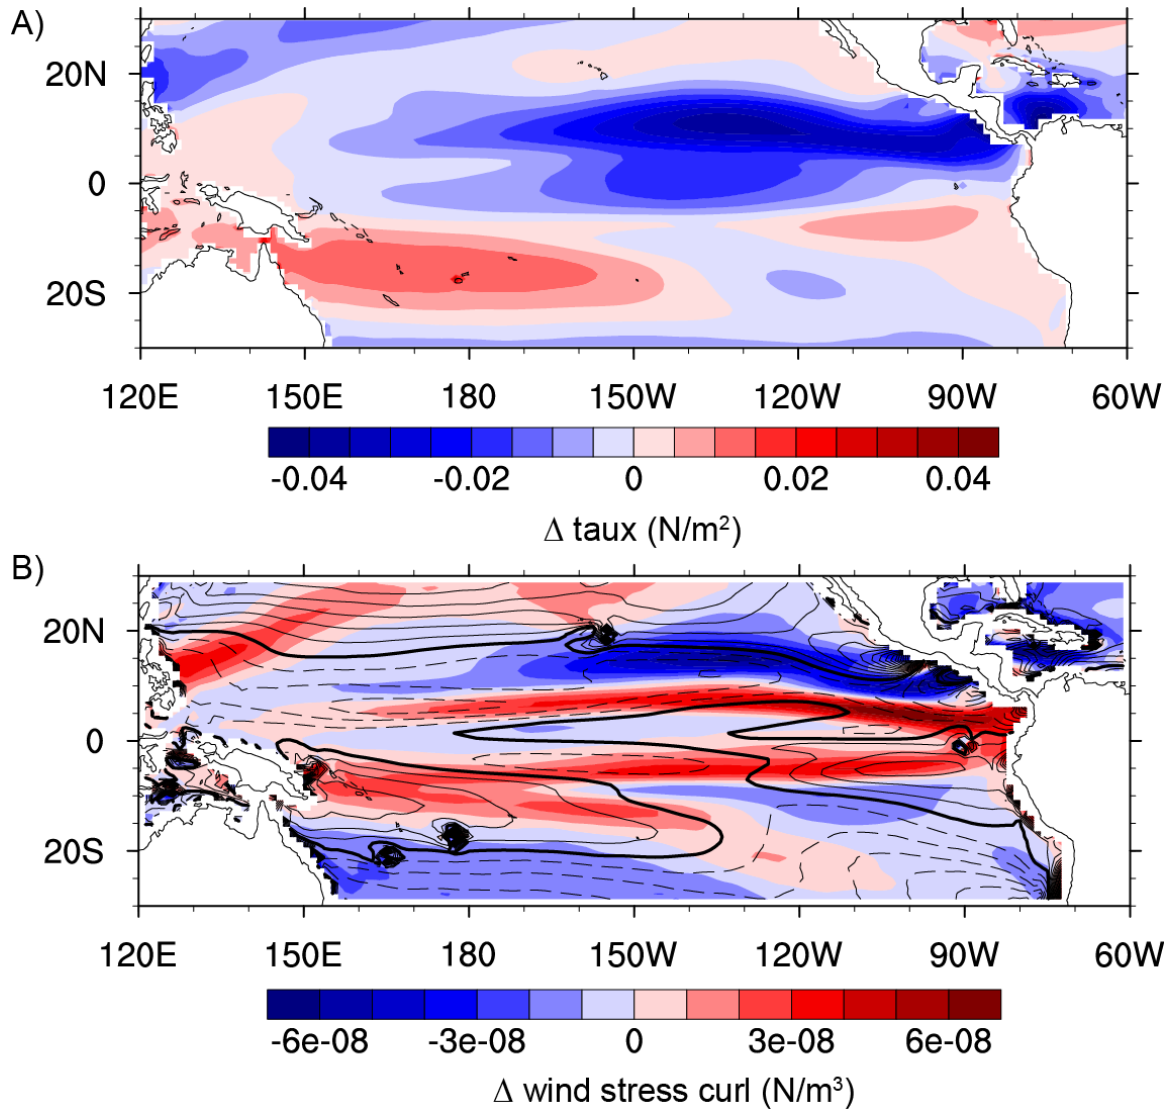 A)
20N
0
20S
120E 150E 180 150W 120W 90W 60W
-0.04 -0.02 0 0.02 0.04
Δ taux (N/m²)
B)
20N
0
20S
120E 150E 180 150W 120W 90W 60W
-6e-08 -3e-08 0 3e-08 6e-08
Δ wind stress curl (N/m³)